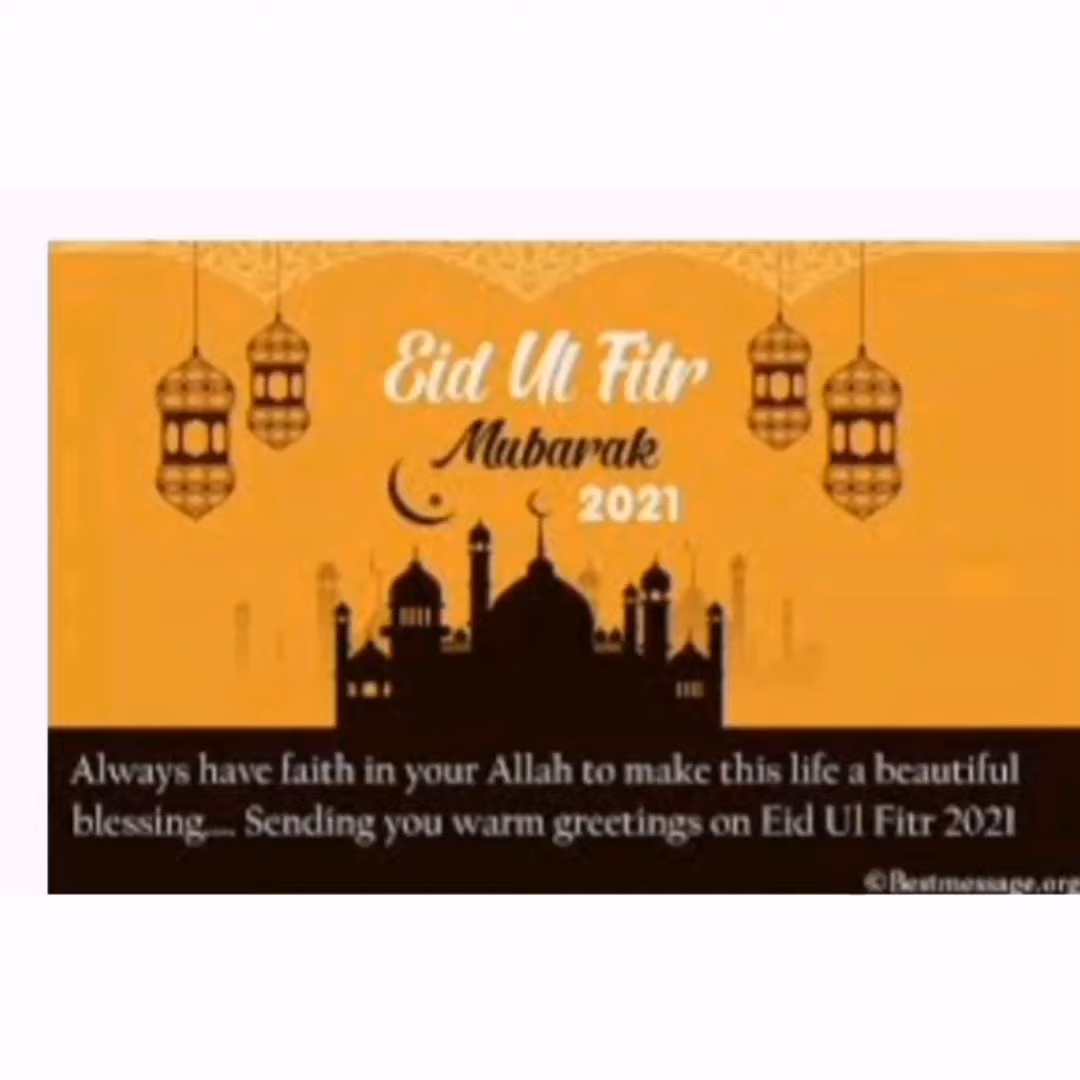 Eid Ul Fitr
Mubarak
2021
Always have faith in your Allah to make this life a beautiful
blessing.... Sending you warm greetings on Eid Ul Fitr 2021
©Bestmessage.org